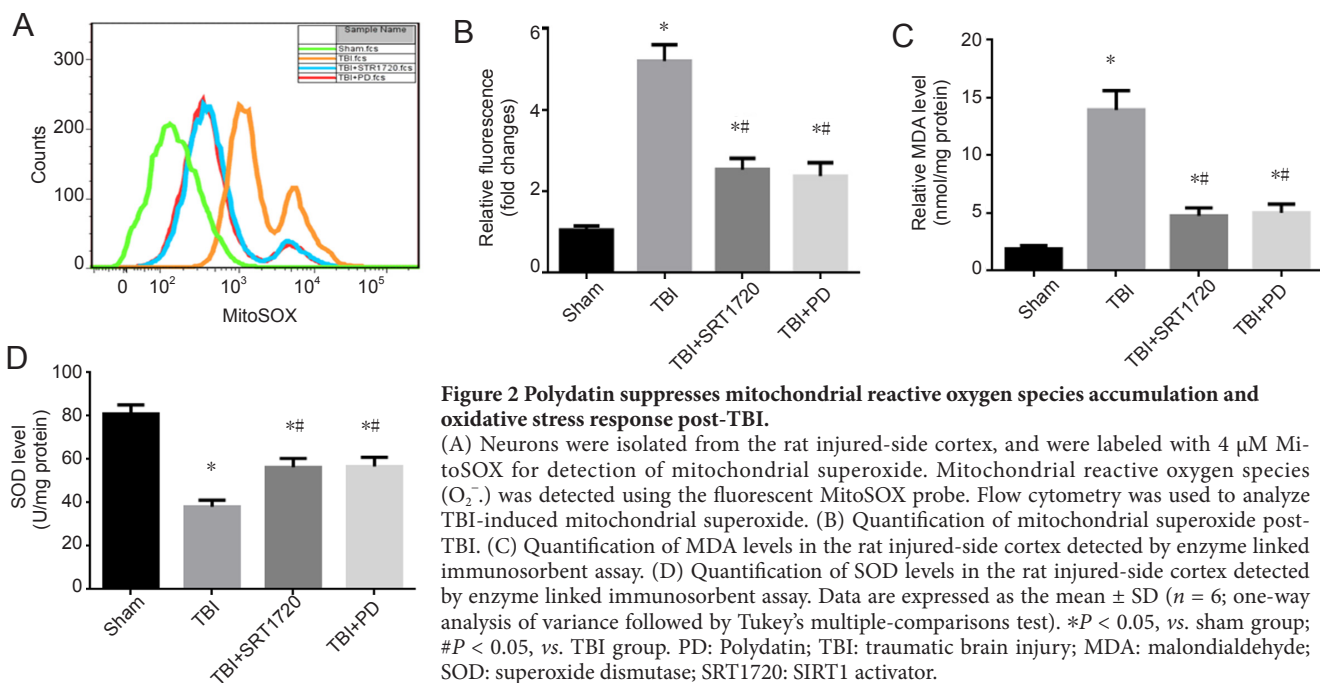 A
Sample Name
Sham.fcs
TBI.fcs
TBI+STR1720.fcs
TBI+PD.fcs
Counts
300
200
100
0
0 10² 10³ 10⁴ 10⁵
MitoSOX
B
Relative fluorescence
(fold changes)
6
4
2
0
*
*#
*#
Sham
TBI
TBI+SRT1720
TBI+PD
C
Relative MDA level
(nmol/mg protein)
20
15
10
5
0
*
*#
*#
Sham
TBI
TBI+SRT1720
TBI+PD
D
SOD level
(U/mg protein)
100
80
60
40
20
0
*
*#
*#
Sham
TBI
TBI+SRT1720
TBI+PD
Figure 2 Polydatin suppresses mitochondrial reactive oxygen species accumulation and
oxidative stress response post-TBI.
(A) Neurons were isolated from the rat injured-side cortex, and were labeled with 4 μM Mi-
toSOX for detection of mitochondrial superoxide. Mitochondrial reactive oxygen species
(O₂⁻.) was detected using the fluorescent MitoSOX probe. Flow cytometry was used to analyze
TBI-induced mitochondrial superoxide. (B) Quantification of mitochondrial superoxide post-
TBI. (C) Quantification of MDA levels in the rat injured-side cortex detected by enzyme linked
immunosorbent assay. (D) Quantification of SOD levels in the rat injured-side cortex detected
by enzyme linked immunosorbent assay. Data are expressed as the mean ± SD (n = 6; one-way
analysis of variance followed by Tukey's multiple-comparisons test). *P < 0.05, vs. sham group;
#P < 0.05, vs. TBI group. PD: Polydatin; TBI: traumatic brain injury; MDA: malondialdehyde;
SOD: superoxide dismutase; SRT1720: SIRT1 activator.